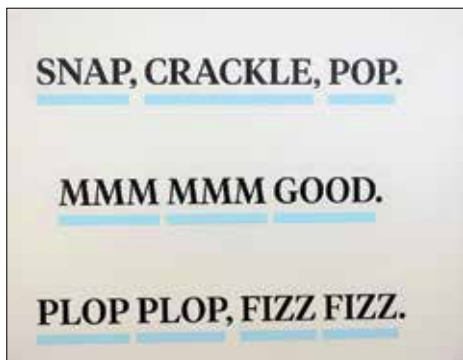 SNAP, CRACKLE, POP.
MMM MMM GOOD.
PLOP PLOP, FIZZ FIZZ.